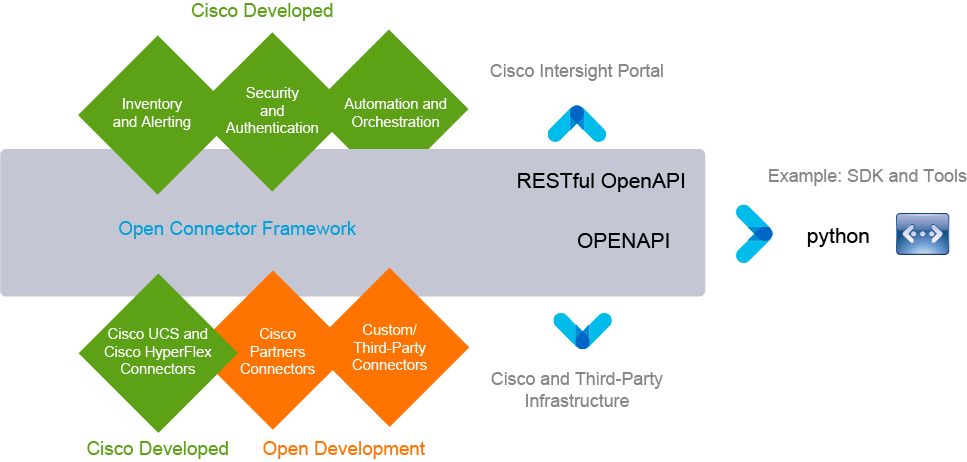 Cisco Developed
Inventory
and Alerting
Security
and
Authentication
Automation and
Orchestration
Cisco Intersight Portal
RESTful OpenAPI
Open Connector Framework
OPENAPI
Example: SDK and Tools
python
Cisco UCS and
Cisco HyperFlex
Connectors
Cisco
Partners
Connectors
Custom/
Third-Party
Connectors
Cisco and Third-Party
Infrastructure
Cisco Developed
Open Development